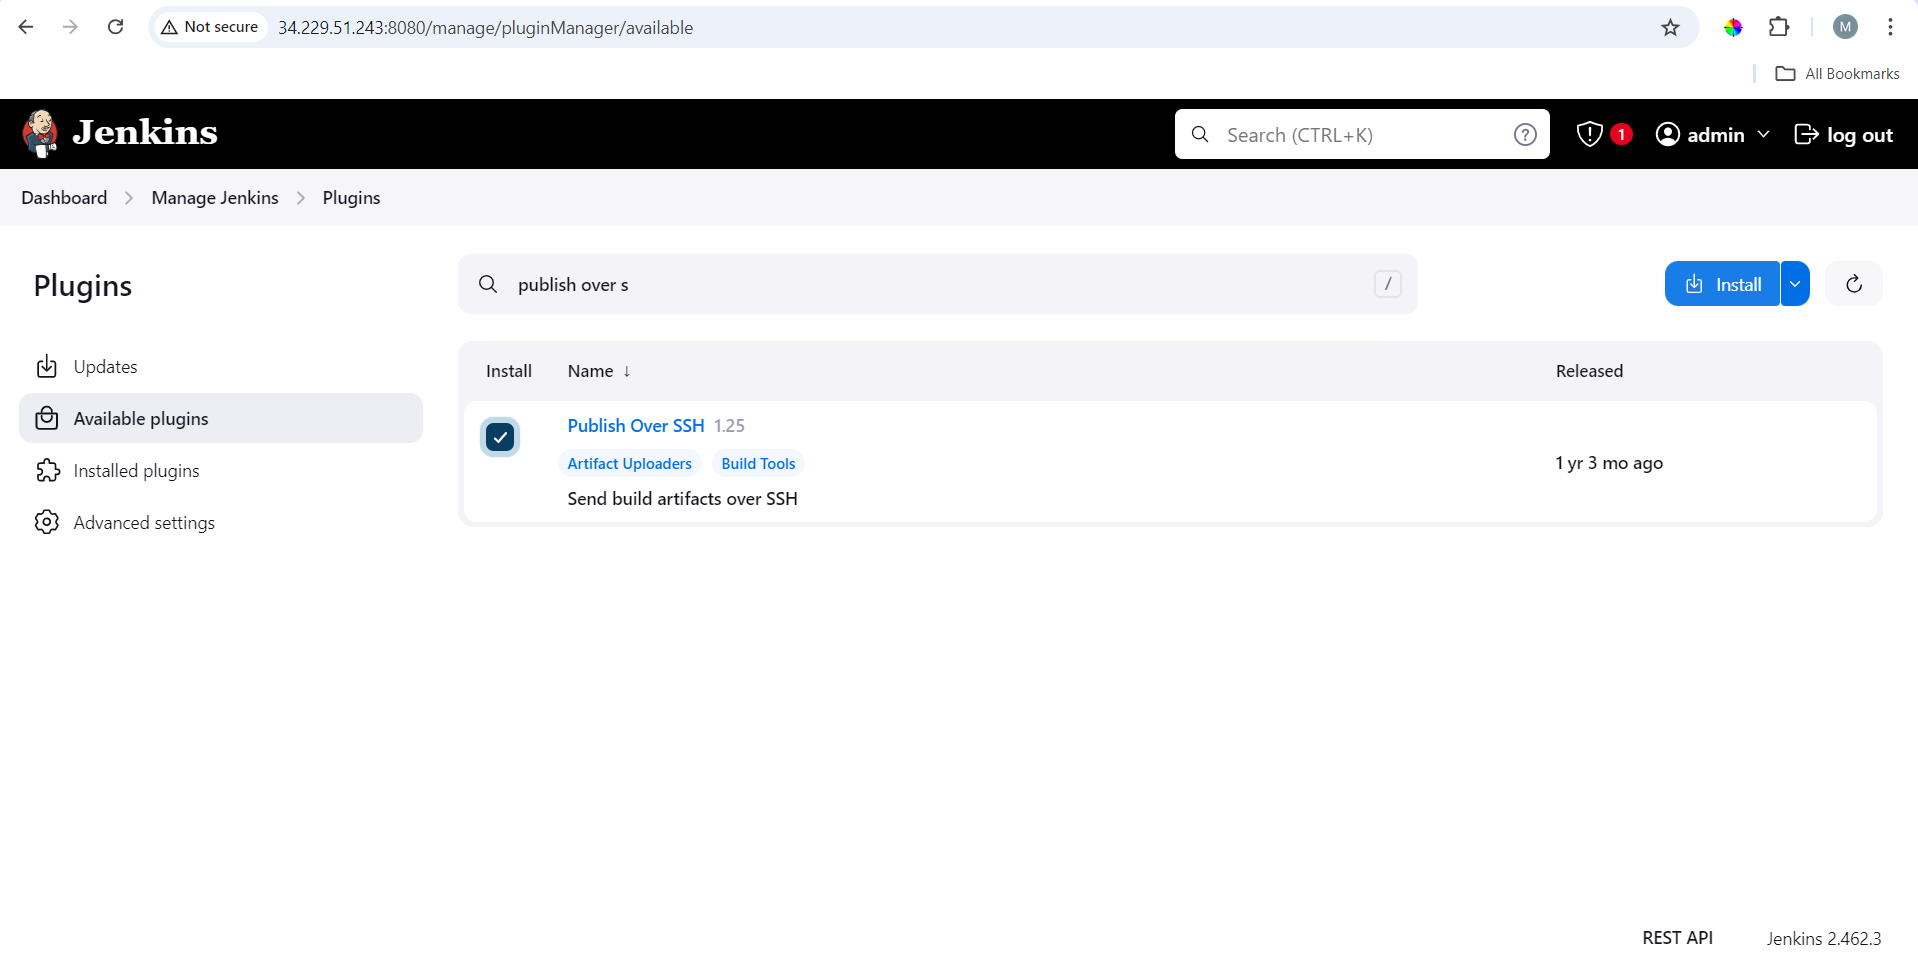 Not secure 34.229.51.243:8080/manage/pluginManager/available M
All Bookmarks
Jenkins Search (CTRL+K) ? 1 admin log out
Dashboard > Manage Jenkins > Plugins
Plugins
publish over s /
Install
Updates
Available plugins
Installed plugins
Advanced settings
Install Name ↓ Released
Publish Over SSH 1.25
Artifact Uploaders Build Tools
Send build artifacts over SSH
1 yr 3 mo ago
REST API Jenkins 2.462.3